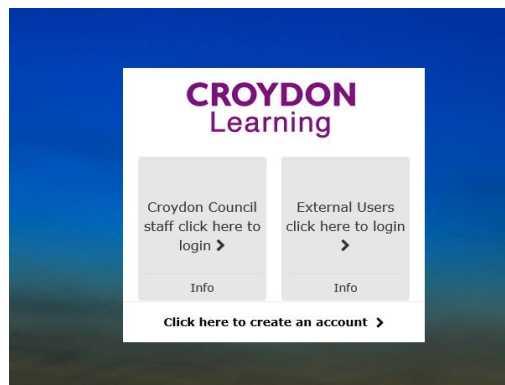 CROYDON
Learning
Croydon Council
staff click here to
login
Info
External Users
click here to login
Info
Click here to create an account